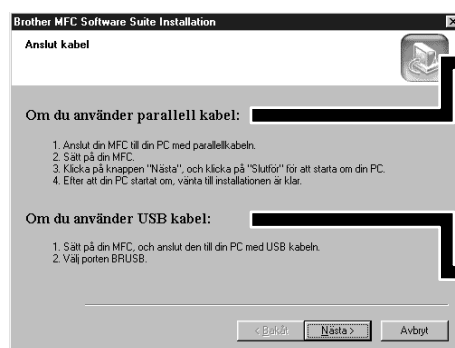 Brother MFC Software Suite Installation
Anslut kabel
Om du använder parallell kabel:
1. Anslut din MFC till din PC med parallellkabeln.
2. Sätt på din MFC.
3. Klicka på knappen "Nästa", och klicka på "Slutför" för att starta om din PC.
4. Efter att din PC startat om, vänta till installationen är klar.
Om du använder USB kabel:
1. Sätt på din MFC, och anslut den till din PC med USB kabeln.
2. Välj porten BRUSB.
< Bakåt Nästa > Avbryt